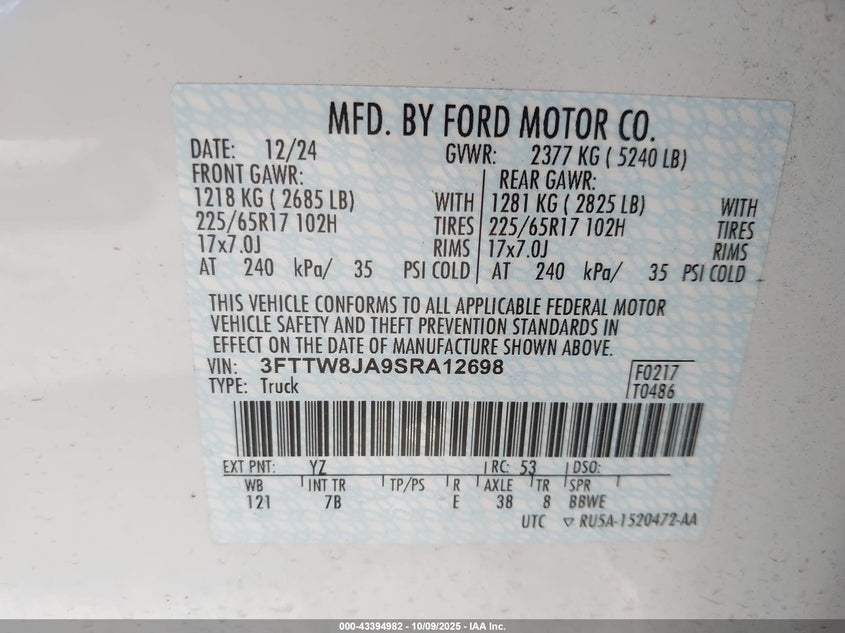 MFD. BY FORD MOTOR CO.
DATE: 12/24 GVWR: 2377 KG ( 5240 LB)
FRONT GAWR: REAR GAWR:
1218 KG ( 2685 LB) WITH 1281 KG ( 2825 LB) WITH
225/65R17 102H TIRES 225/65R17 102H TIRES
17x7.0J RIMS 17x7.0J RIMS
AT 240 kPa/ 35 PSI COLD AT 240 kPa/ 35 PSI COLD
THIS VEHICLE CONFORMS TO ALL APPLICABLE FEDERAL MOTOR
VEHICLE SAFETY AND THEFT PREVENTION STANDARDS IN
EFFECT ON THE DATE OF MANUFACTURE SHOWN ABOVE.
VIN: 3FTTW8JA9SRA12698 F0217
TYPE: Truck T0486
EXT PNT: YZ RC: 53 DSO:
WB INT TR TP/PS R AXLE TR SPR
121 7B E 38 8 BBWE
UTC ▽ RU5A-1520472-AA
000-43394982 - 10/09/2025 - IAA Inc.